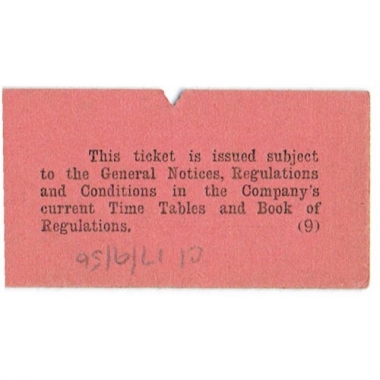 This ticket is issued subject
to the General Notices, Regulations
and Conditions in the Company's
current Time Tables and Book of
Regulations. (9)